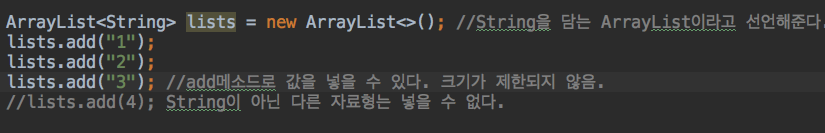 ArrayList<String> lists = new ArrayList<>(); //String을 담는 ArrayList이라고 선언해준다.
lists.add("1");
lists.add("2");
lists.add("3"); //add메소드로 값을 넣을 수 있다. 크기가 제한되지 않음.
//lists.add(4); String이 아닌 다른 자료형는 넣을 수 없다.